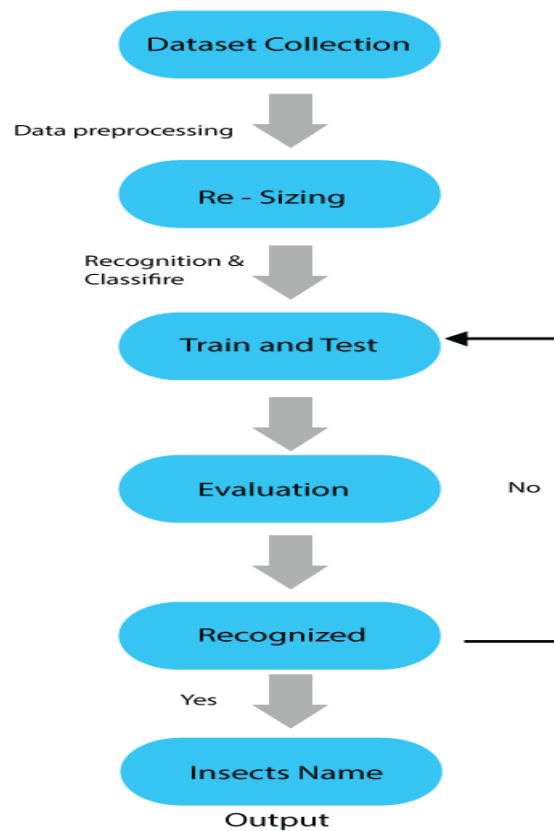 Dataset Collection
Data preprocessing
Re - Sizing
Recognition &
Classifire
Train and Test
Evaluation
No
Recognized
Yes
Insects Name
Output